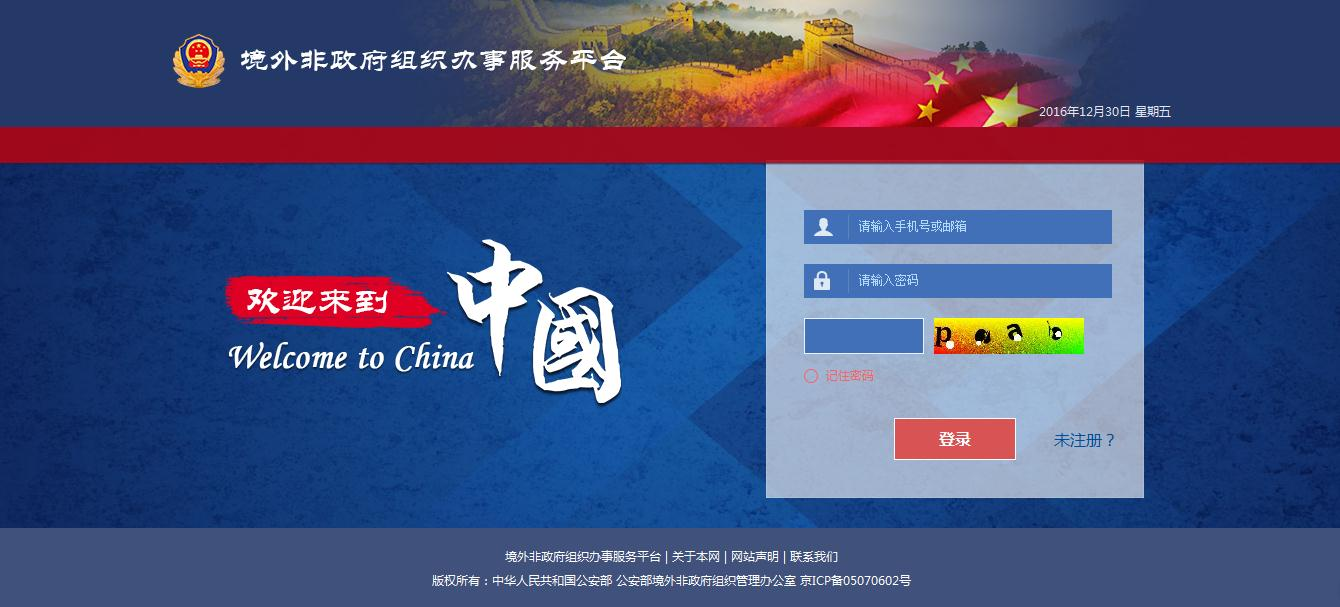 境外非政府组织办事服务平台
2016年12月30日 星期五
请输入手机号或邮箱
欢迎来到
中國
Welcome to China
请输入密码
p a a b
记住密码
登录 未注册？
境外非政府组织办事服务平台 | 关于本网 | 网站声明 | 联系我们
版权所有：中华人民共和国公安部 公安部境外非政府组织管理办公室 京ICP备05070602号